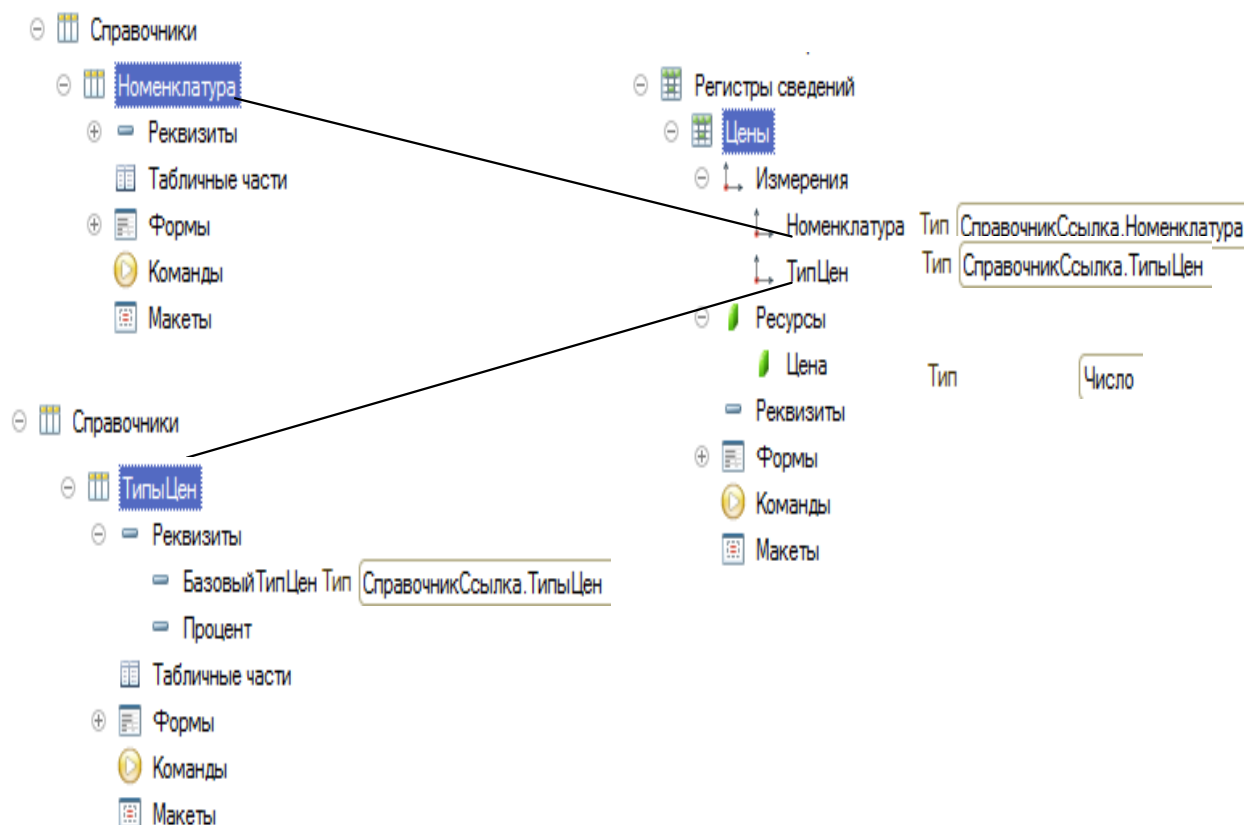 Справочники
Номенклатура
Реквизиты
Табличные части
Формы
Команды
Макеты
Справочники
ТипыЦен
Реквизиты
БазовыйТипЦен Тип СправочникСсылка.ТипыЦен
Процент
Табличные части
Формы
Команды
Макеты
Регистры сведений
Цены
Измерения
Номенклатура Тип СправочникСсылка.Номенклатура
ТипЦен Тип СправочникСсылка.ТипыЦен
Ресурсы
Цена Тип Число
Реквизиты
Формы
Команды
Макеты